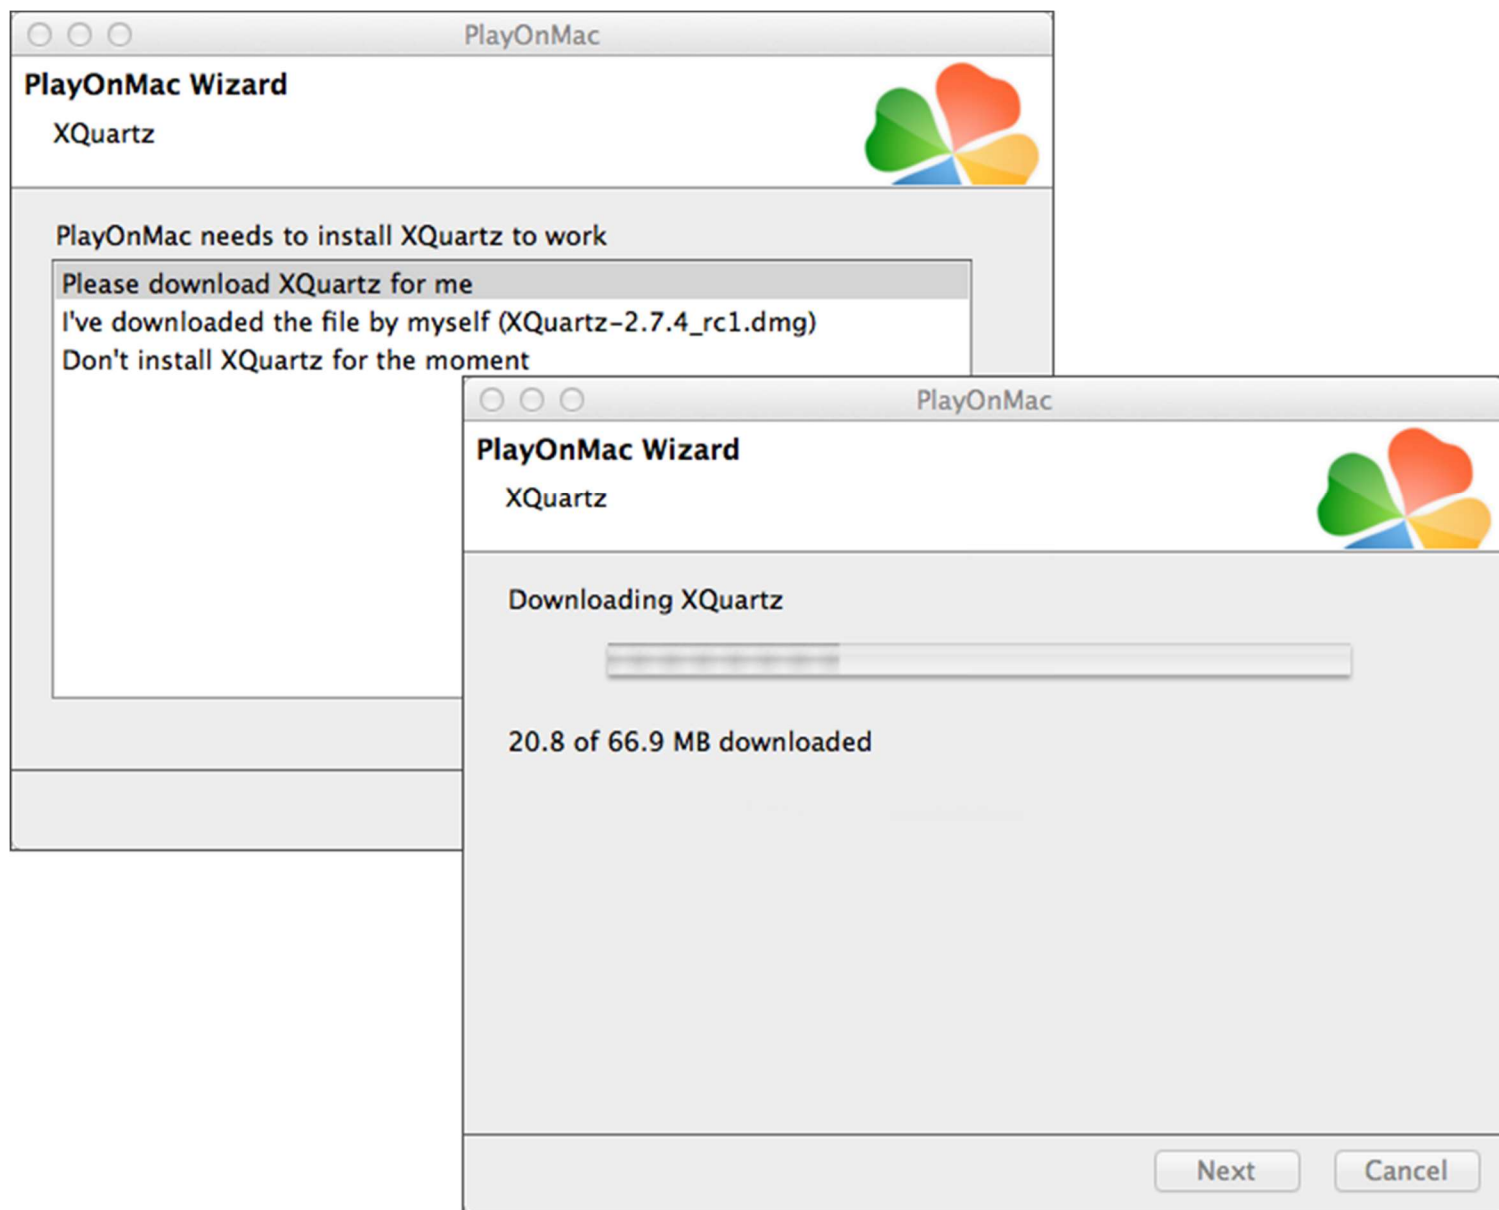 PlayOnMac
PlayOnMac Wizard
XQuartz
PlayOnMac needs to install XQuartz to work
Please download XQuartz for me
I've downloaded the file by myself (XQuartz-2.7.4_rc1.dmg)
Don't install XQuartz for the moment
PlayOnMac
PlayOnMac Wizard
XQuartz
Downloading XQuartz
20.8 of 66.9 MB downloaded
Next Cancel